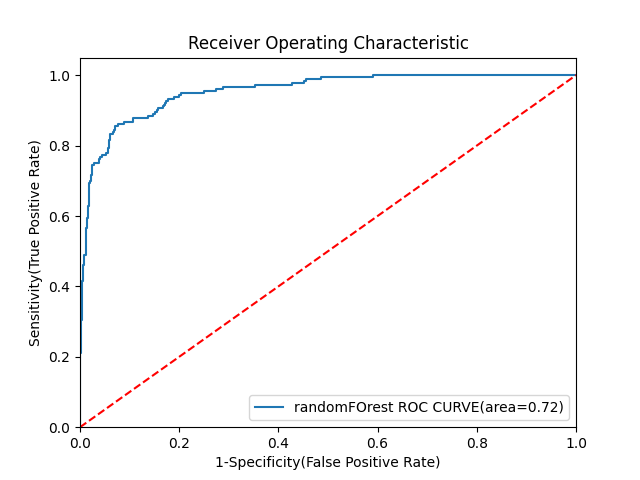 Receiver Operating Characteristic
1.0
0.8
0.6
0.4
0.2
0.0
Sensitivity(True Positive Rate)
randomFOrest ROC CURVE(area=0.72)
0.0 0.2 0.4 0.6 0.8 1.0
1-Specificity(False Positive Rate)